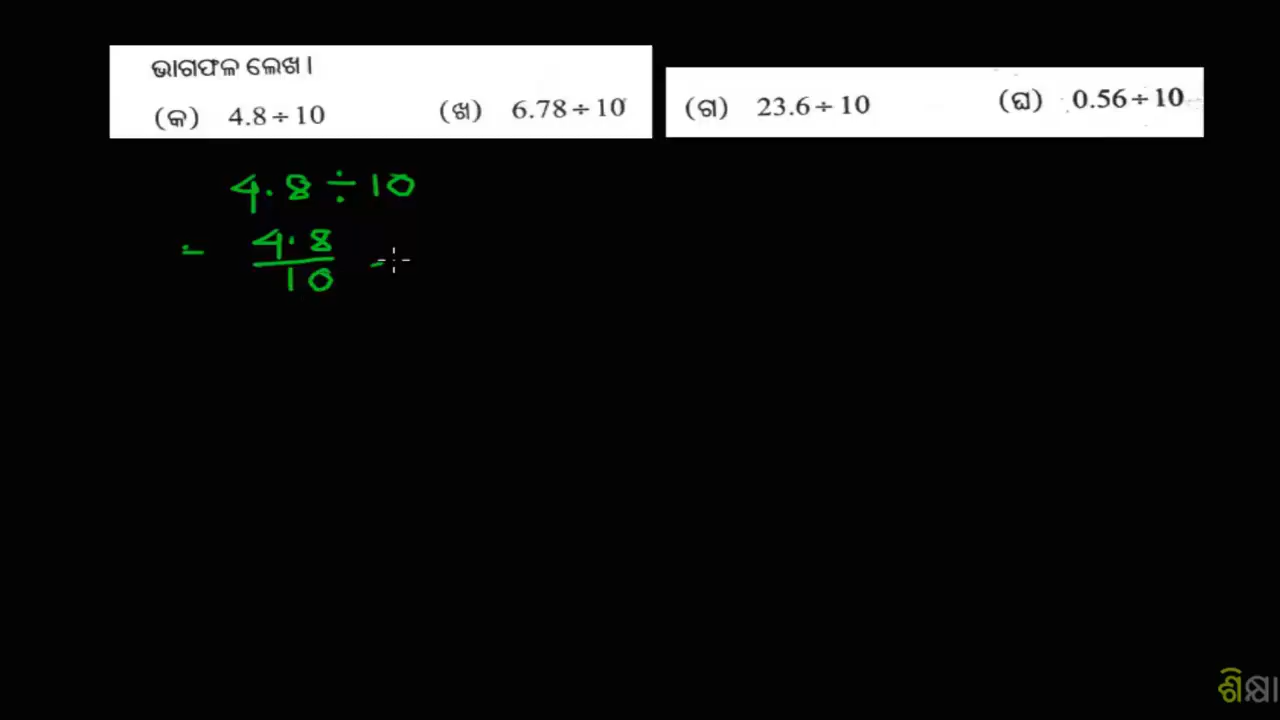 ଭାଗଫଳ ଲେଖ ।
(କ) 4.8 ÷ 10 (ଖ) 6.78 ÷ 10 (ଗ) 23.6 ÷ 10 (ଘ) 0.56 ÷ 10
4.8 ÷ 10
= 4.8/10 -
ଶିକ୍ଷା